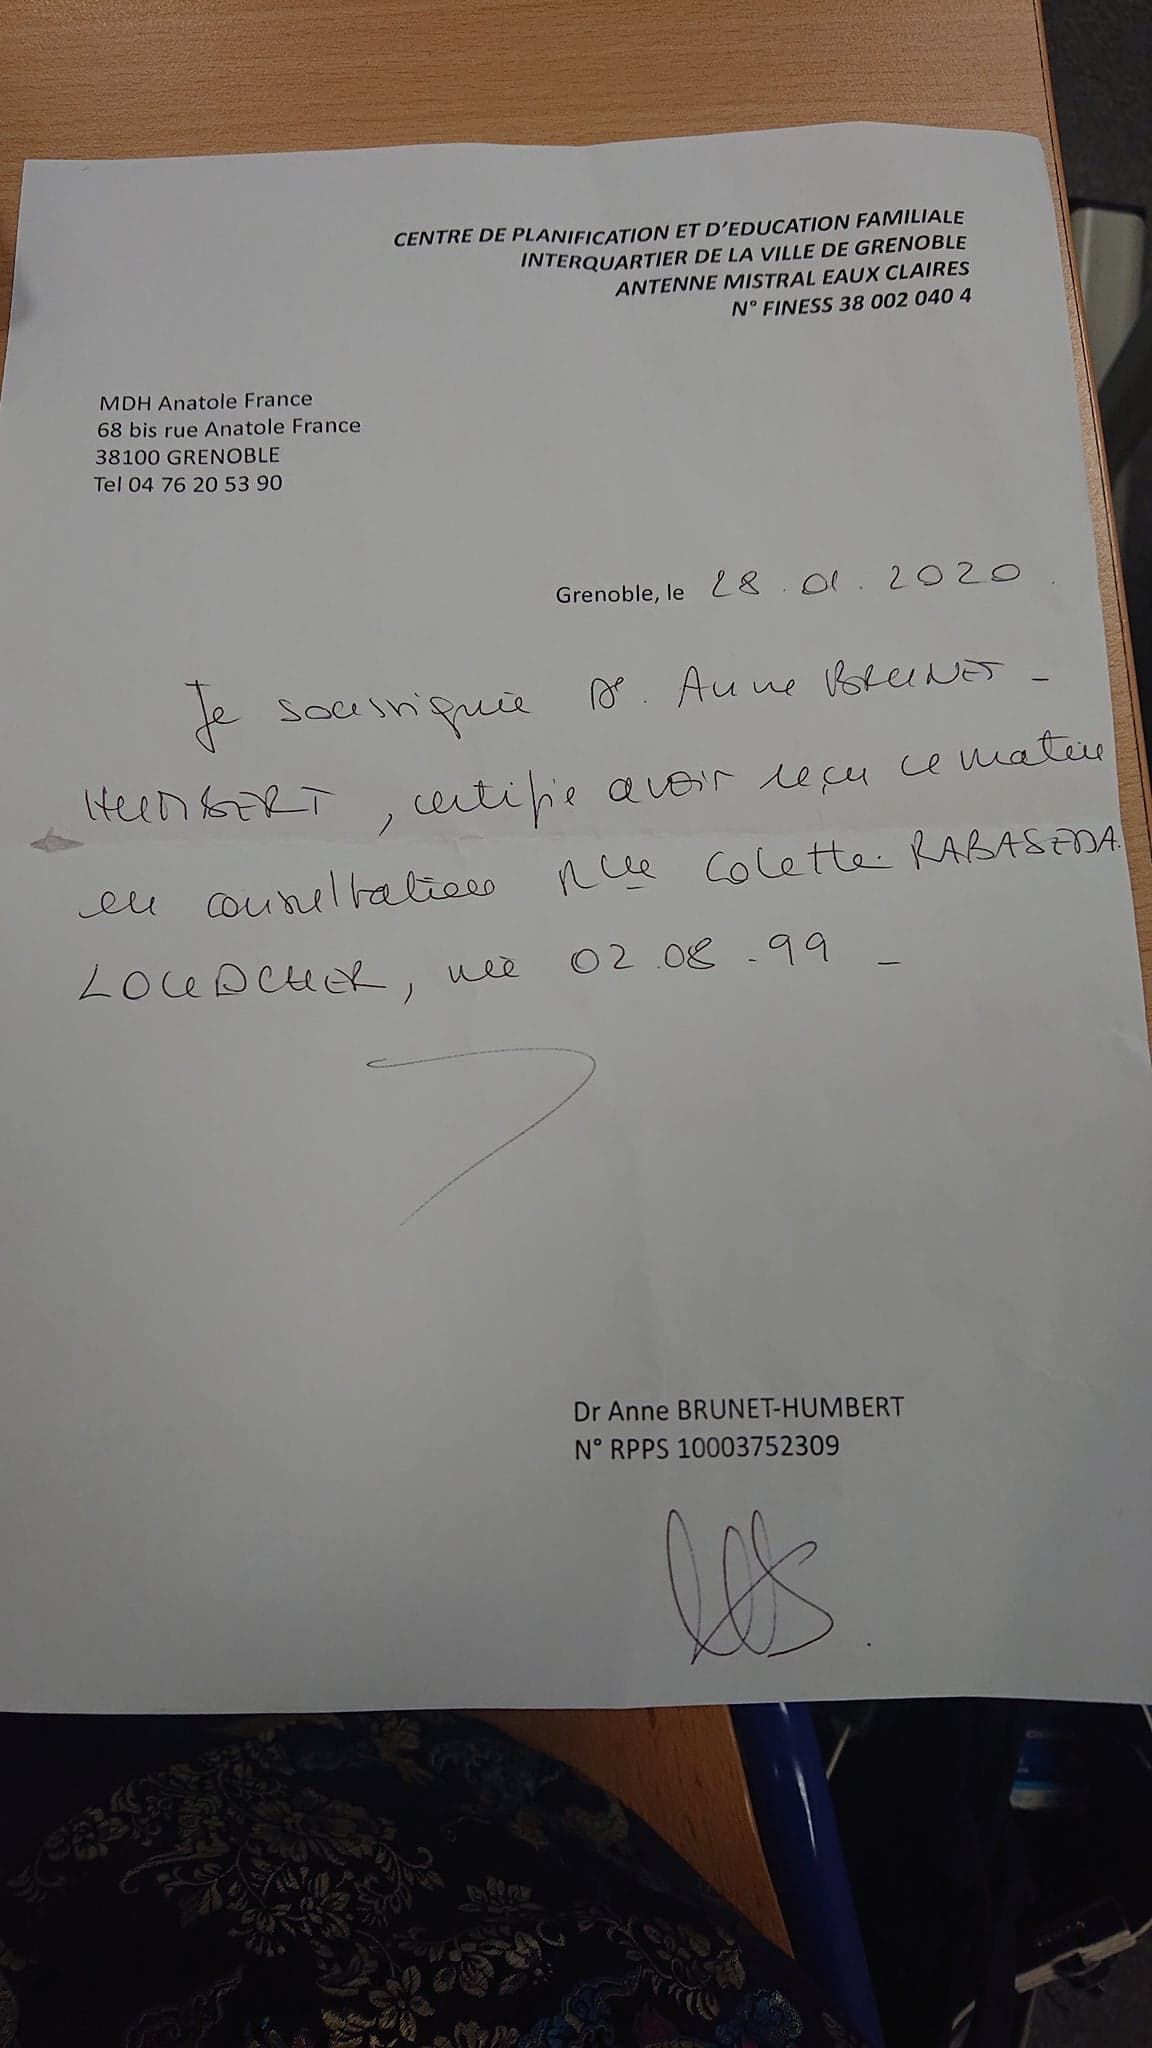 CENTRE DE PLANIFICATION ET D'EDUCATION FAMILIALE
INTERQUARTIER DE LA VILLE DE GRENOBLE
ANTENNE MISTRAL EAUX CLAIRES
N° FINESS 38 002 040 4
MDH Anatole France
68 bis rue Anatole France
38100 GRENOBLE
Tel 04 76 20 53 90
Grenoble, le 28.01.2020
Je soussignée Dr. Anne BRUNET-
HUMBERT, certifie avoir reçu ce matin
en consultation Mlle Colette RABASEDA
LOUDCHER, née 02.08.99 -
Dr Anne BRUNET-HUMBERT
N° RPPS 10003752309